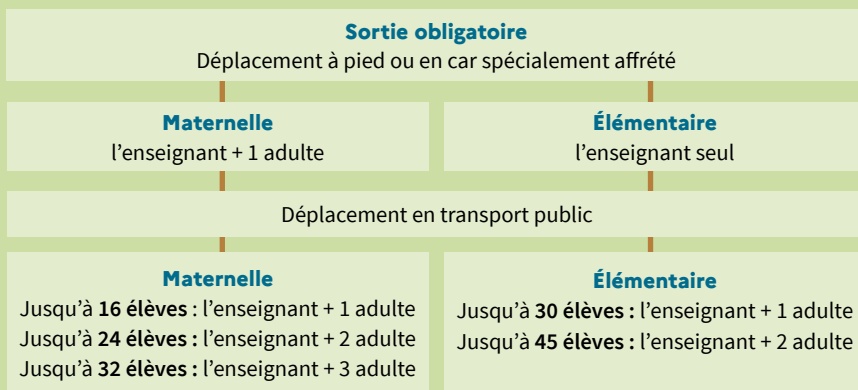 Sortie obligatoire
Déplacement à pied ou en car spécialement affrété
Maternelle
l'enseignant + 1 adulte
Élémentaire
l'enseignant seul
Déplacement en transport public
Maternelle
Jusqu'à 16 élèves : l'enseignant + 1 adulte
Jusqu'à 24 élèves : l'enseignant + 2 adulte
Jusqu'à 32 élèves : l'enseignant + 3 adulte
Élémentaire
Jusqu'à 30 élèves : l'enseignant + 1 adulte
Jusqu'à 45 élèves : l'enseignant + 2 adulte